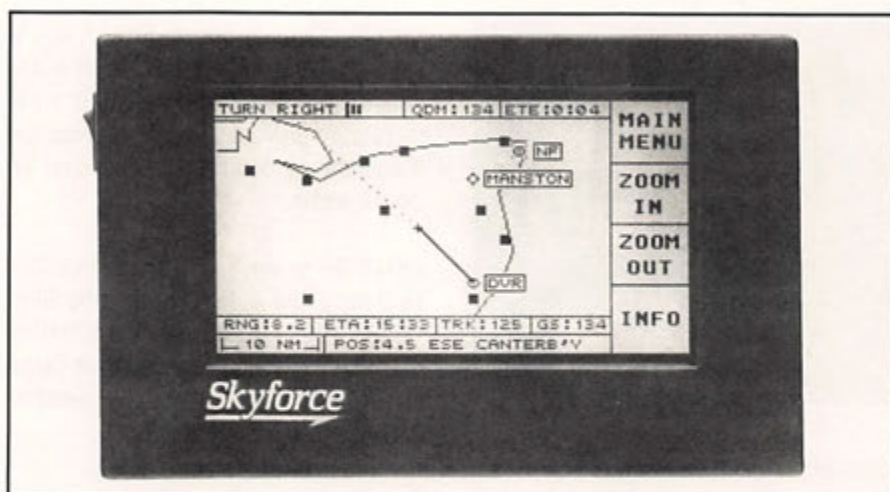 TURN RIGHT QDM:134 ETE:0:04
MAIN
MENU
NF
MANSTON
ZOOM
IN
ZOOM
OUT
DVR
INFO
RNG:8.2 ETA:15:33 TRK:125 GS:134
10 NM POS:4.5 ESE CANTERB'Y
Skyforce